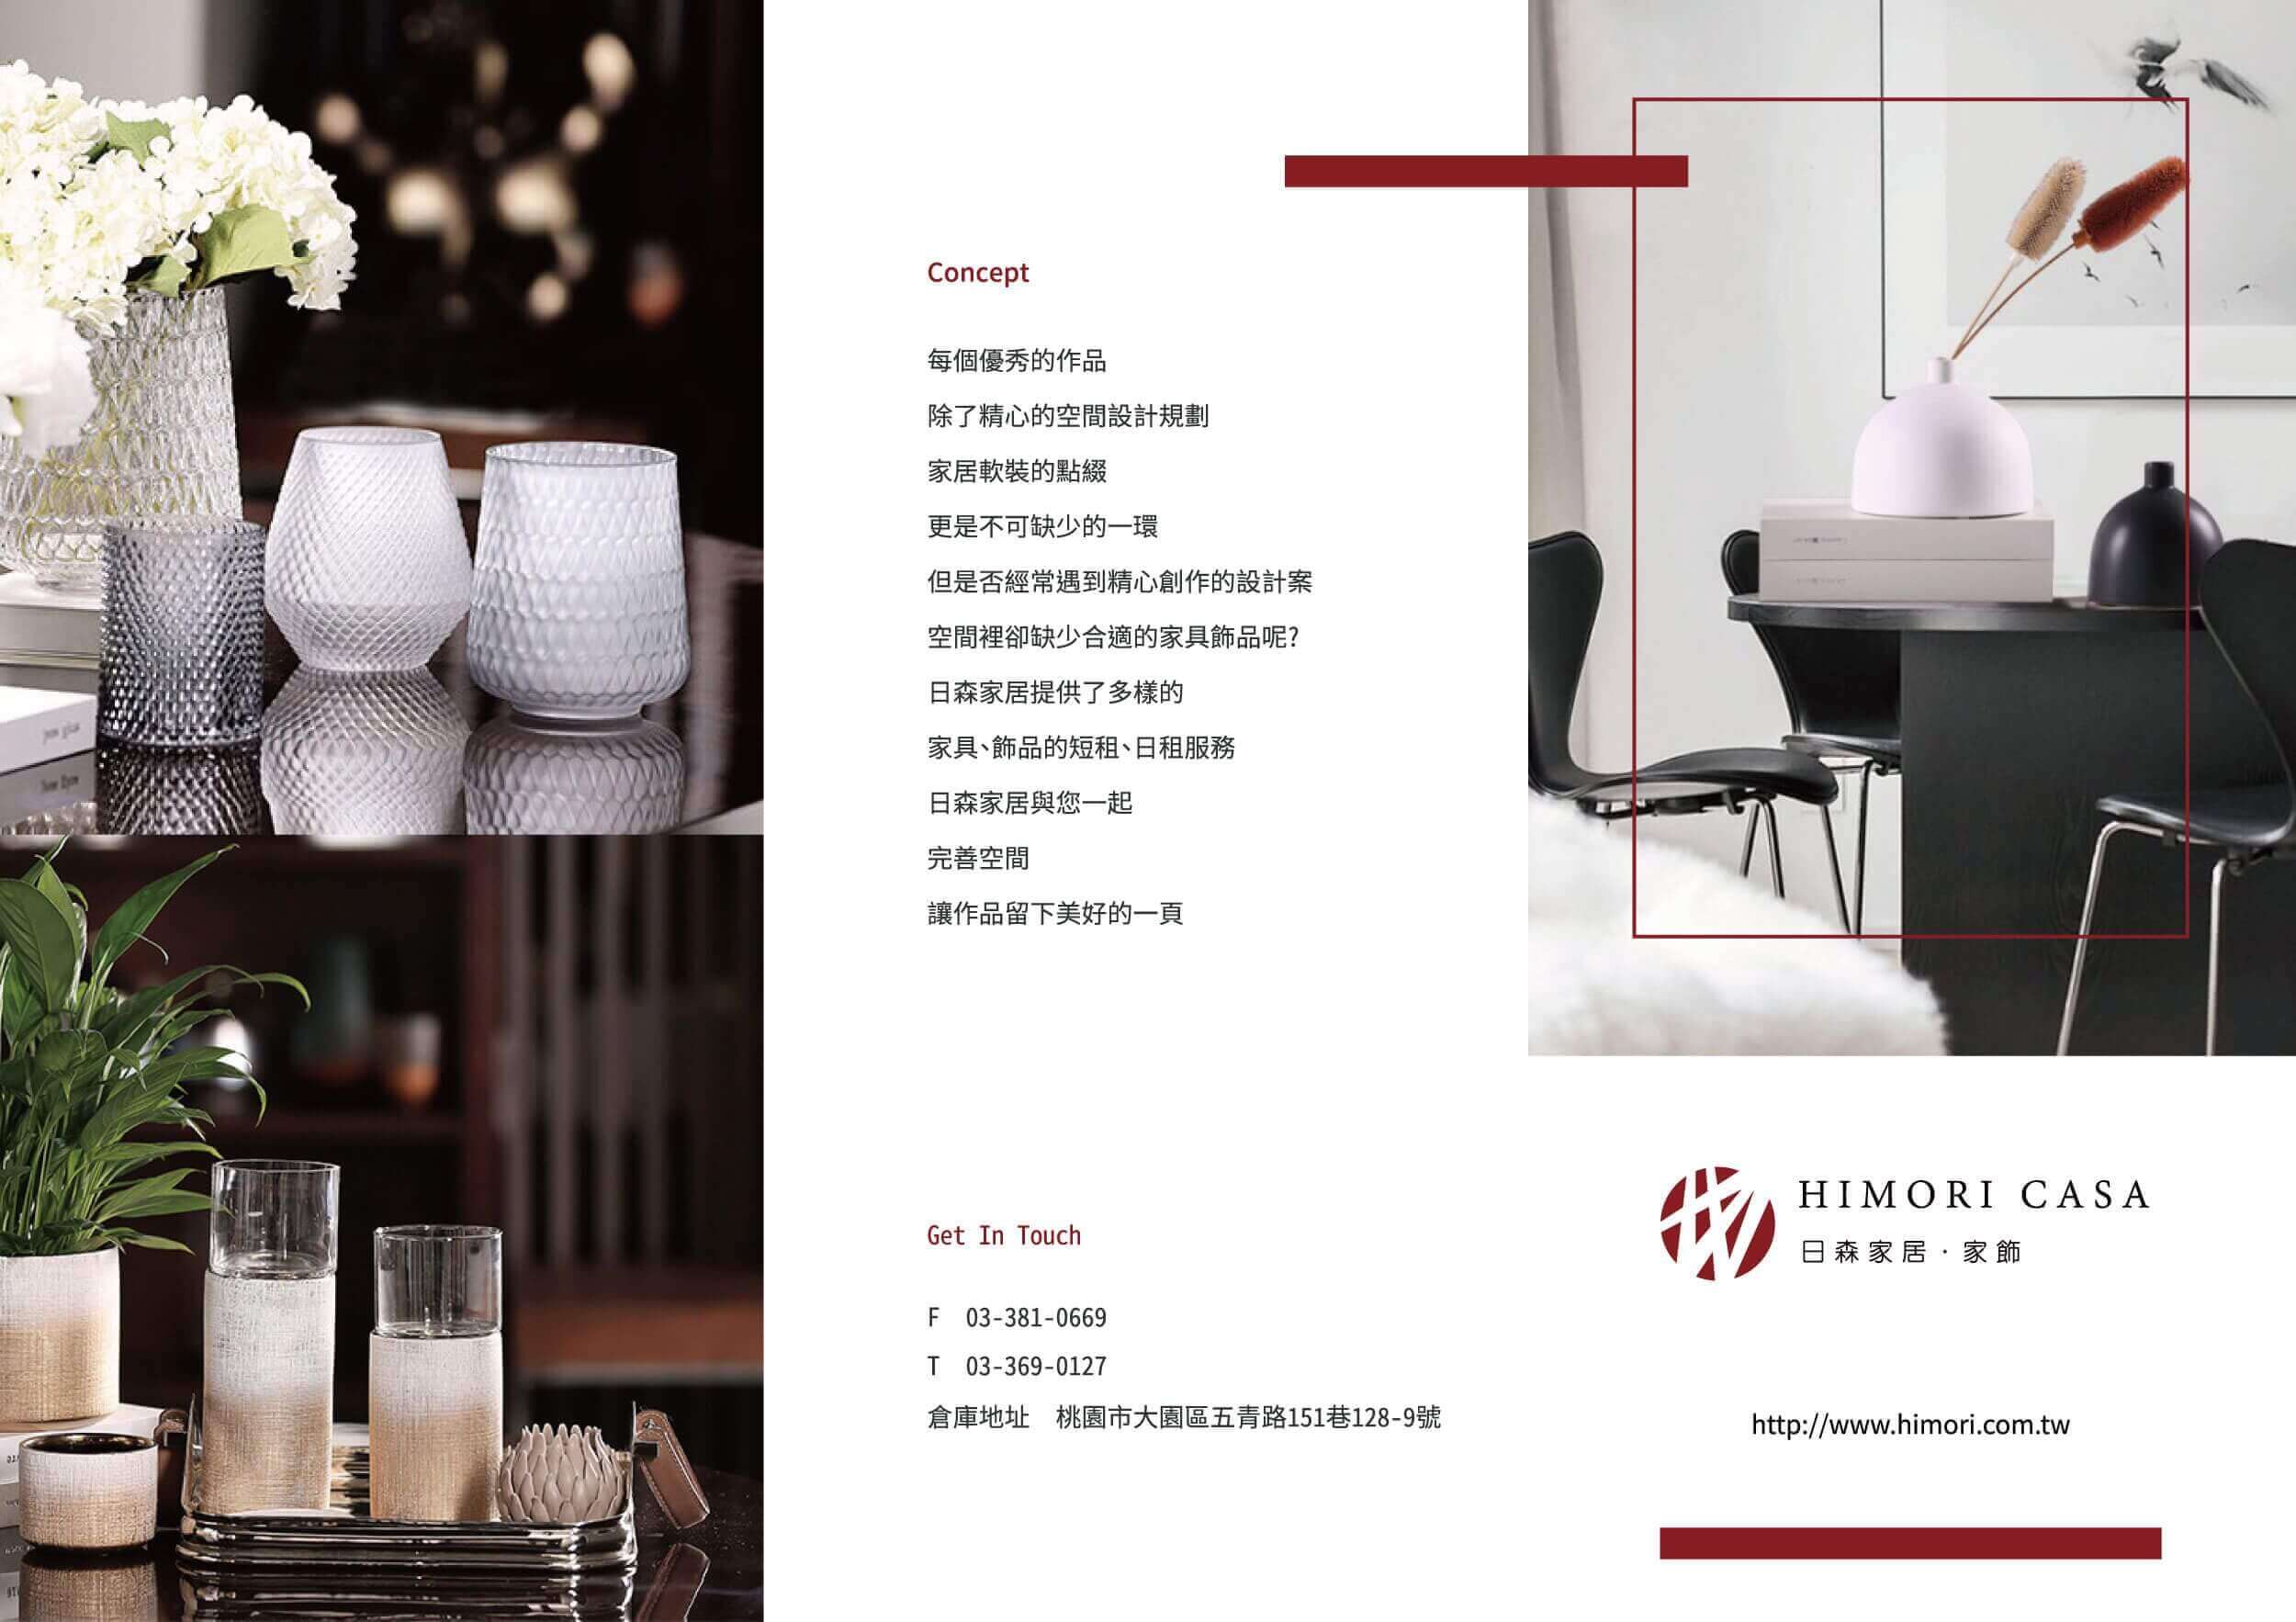 Concept
每個優秀的作品
除了精心的空間設計規劃
家居軟裝的點綴
更是不可缺少的一環
但是否經常遇到精心創作的設計案
空間裡卻缺少合適的家具飾品呢?
日森家居提供了多樣的
家具、飾品的短租、日租服務
日森家居與您一起
完善空間
讓作品留下美好的一頁
Get In Touch
F 03-381-0669
T 03-369-0127
倉庫地址 桃園市大園區五青路151巷128-9號
HIMORI CASA
日森家居·家飾
http://www.himori.com.tw